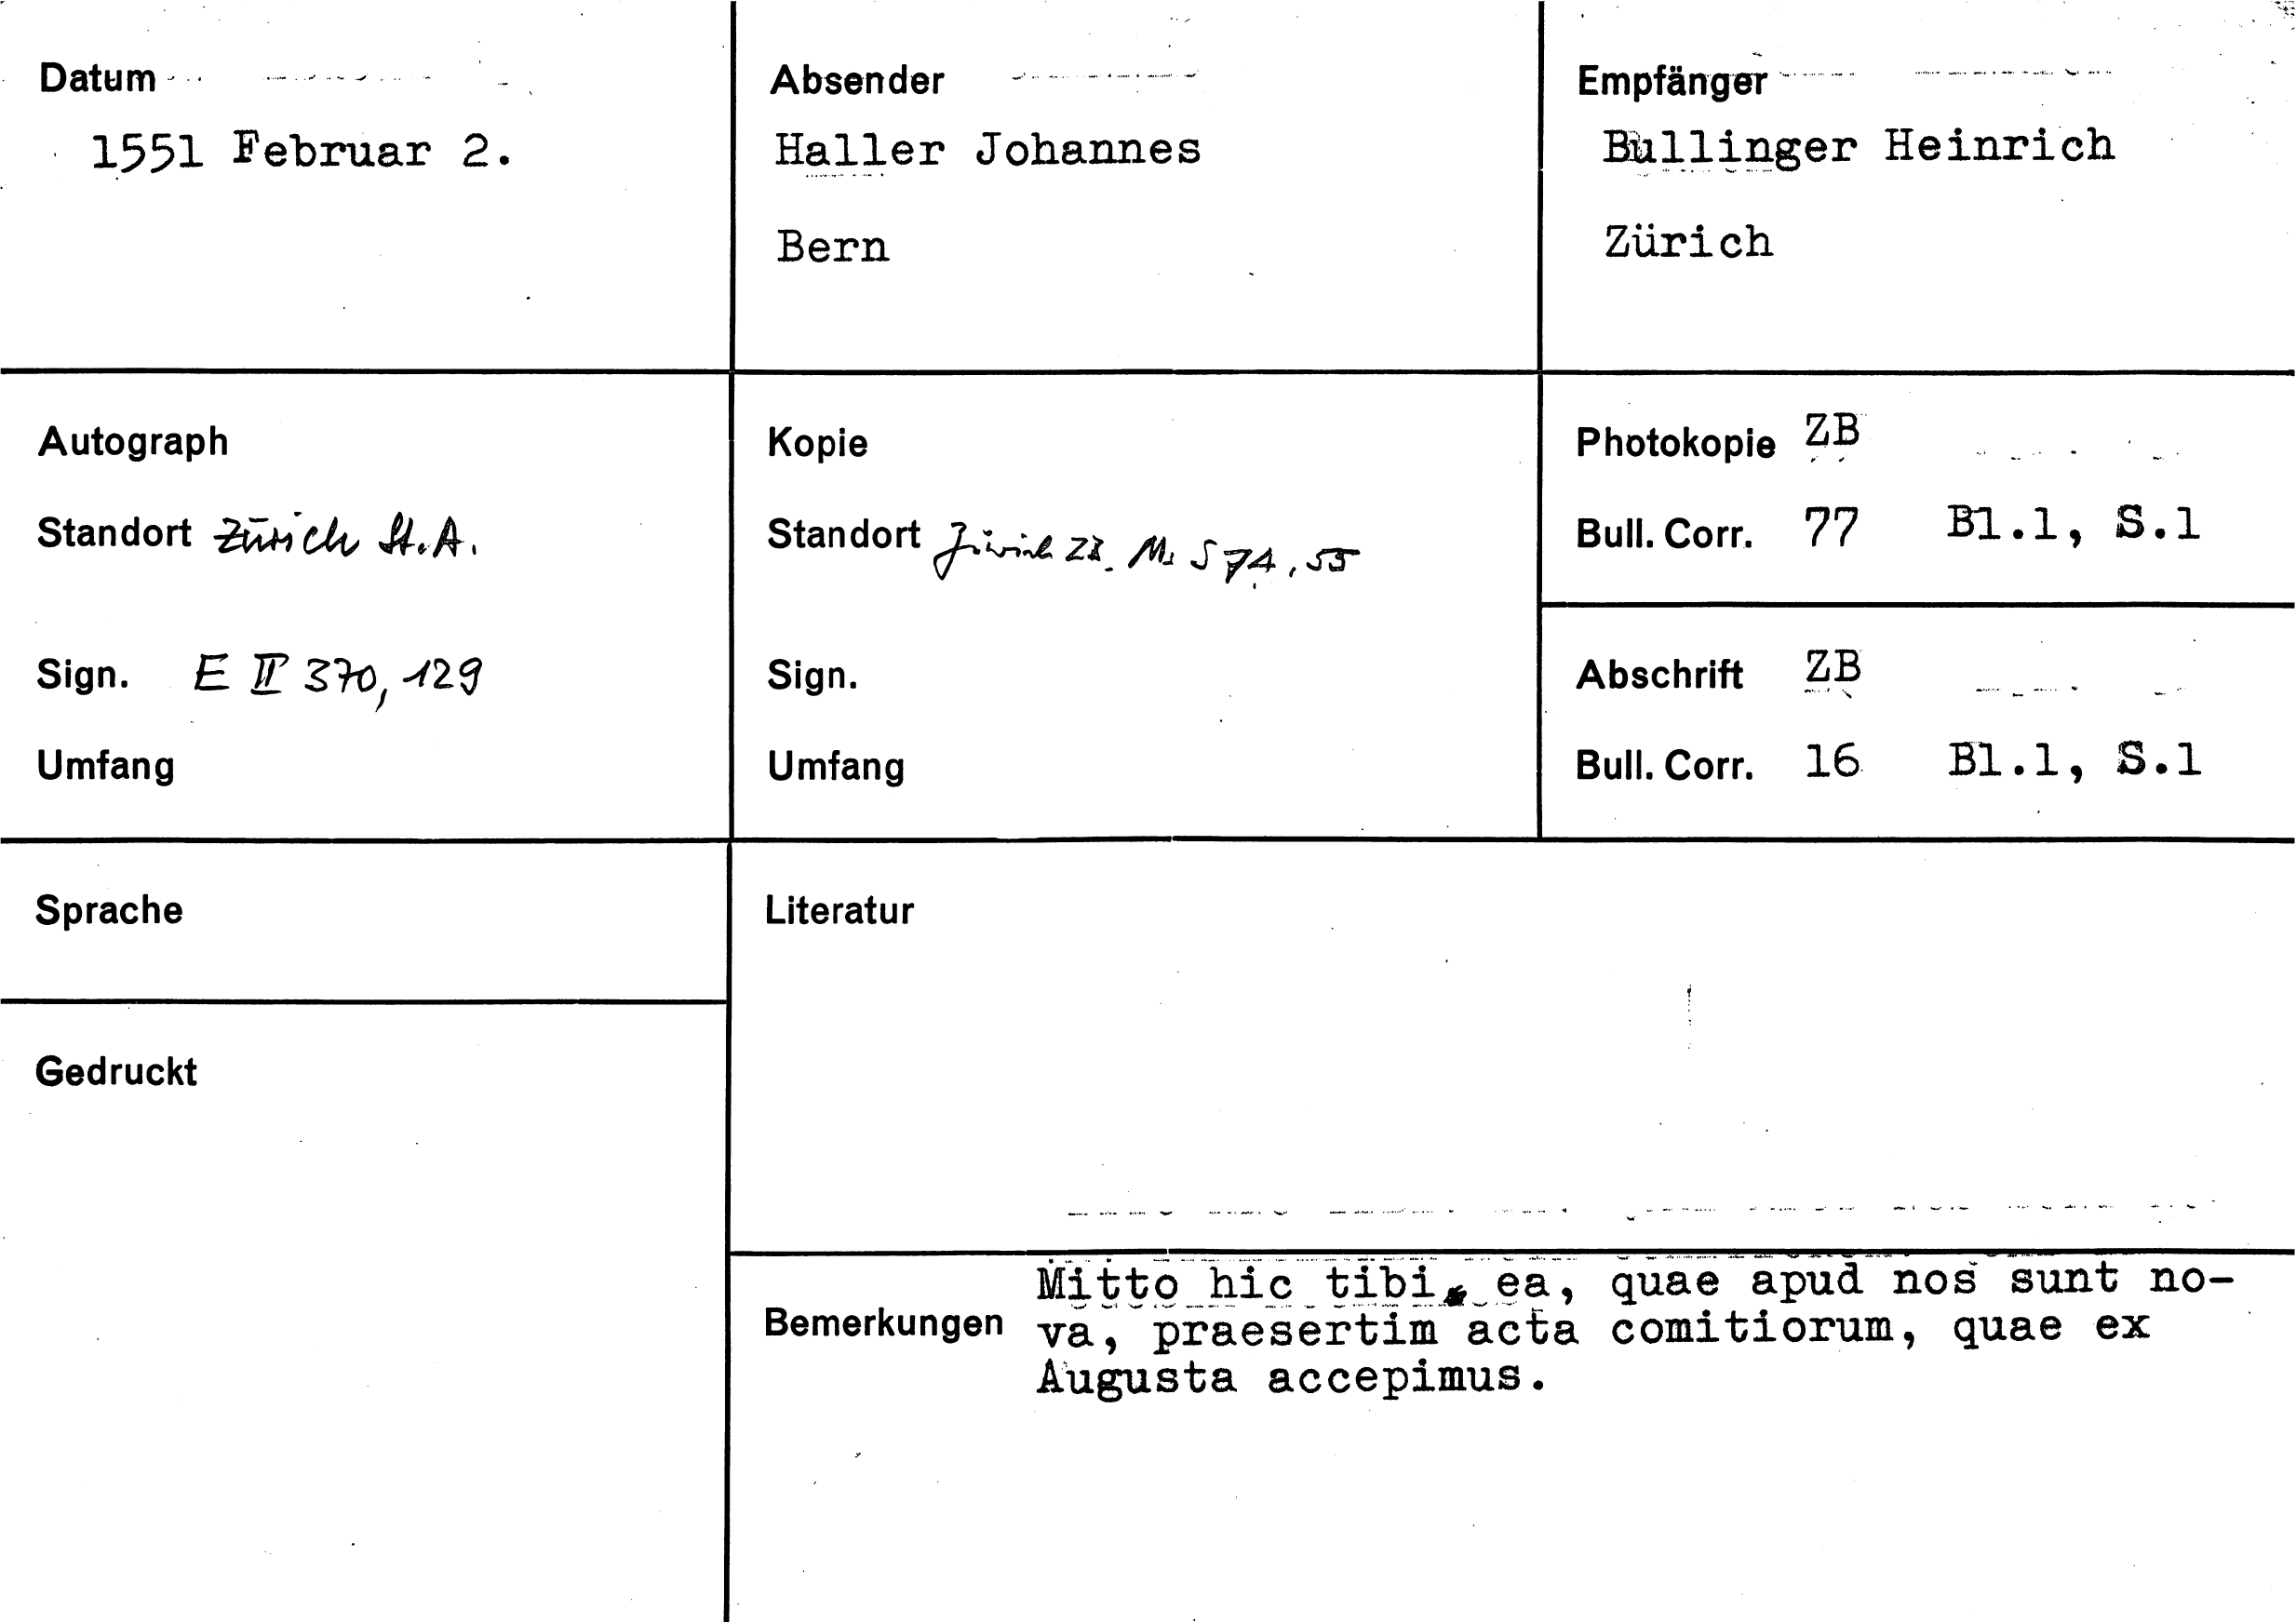 Datum
1551 Februar 2.
Absender
Haller Johannes
Bern
Empfänger
Bullinger Heinrich
Zürich
Autograph
Standort Zürich St.A.
Sign. E II 370, 129
Umfang
Kopie
Standort Zürich ZB. Ms S 74, 55
Sign.
Umfang
Photokopie ZB
Bull. Corr. 77 Bl.1, S.1
Abschrift ZB
Bull. Corr. 16 Bl.1, S.1
Sprache
Literatur
Gedruckt
Bemerkungen
Mitto hic tibi ea, quae apud nos sunt no-
va, praesertim acta comitiorum, quae ex
Augusta accepimus.